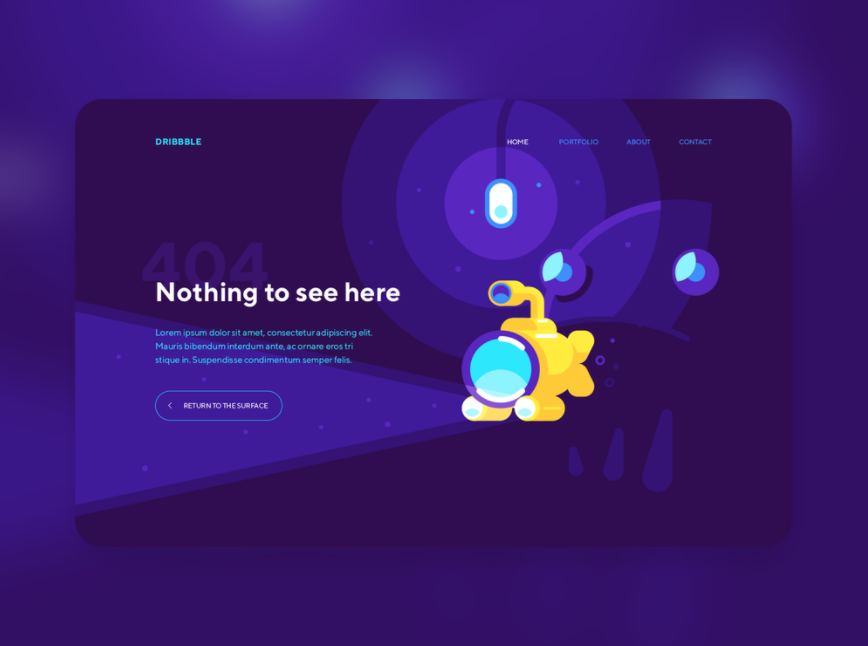 DRIBBBLE
HOME PORTFOLIO ABOUT CONTACT
404
Nothing to see here
Lorem ipsum dolor sit amet, consectetur adipiscing elit.
Mauris bibendum interdum ante, ac ornare eros tri
stique in. Suspendisse condimentum semper felis.
RETURN TO THE SURFACE